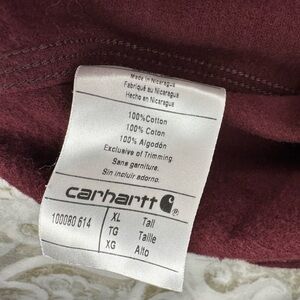 Made in Nicaragua
Fabriqué au Nicaragua
Hecho en Nicaragua
100%Cotton
100% Coton
100% Algodón
Exclusive of Trimming
Sans garniture.
Sin incluir adorno.
carhartt
100080 614
XL Tall
TG Taille
XG Alto